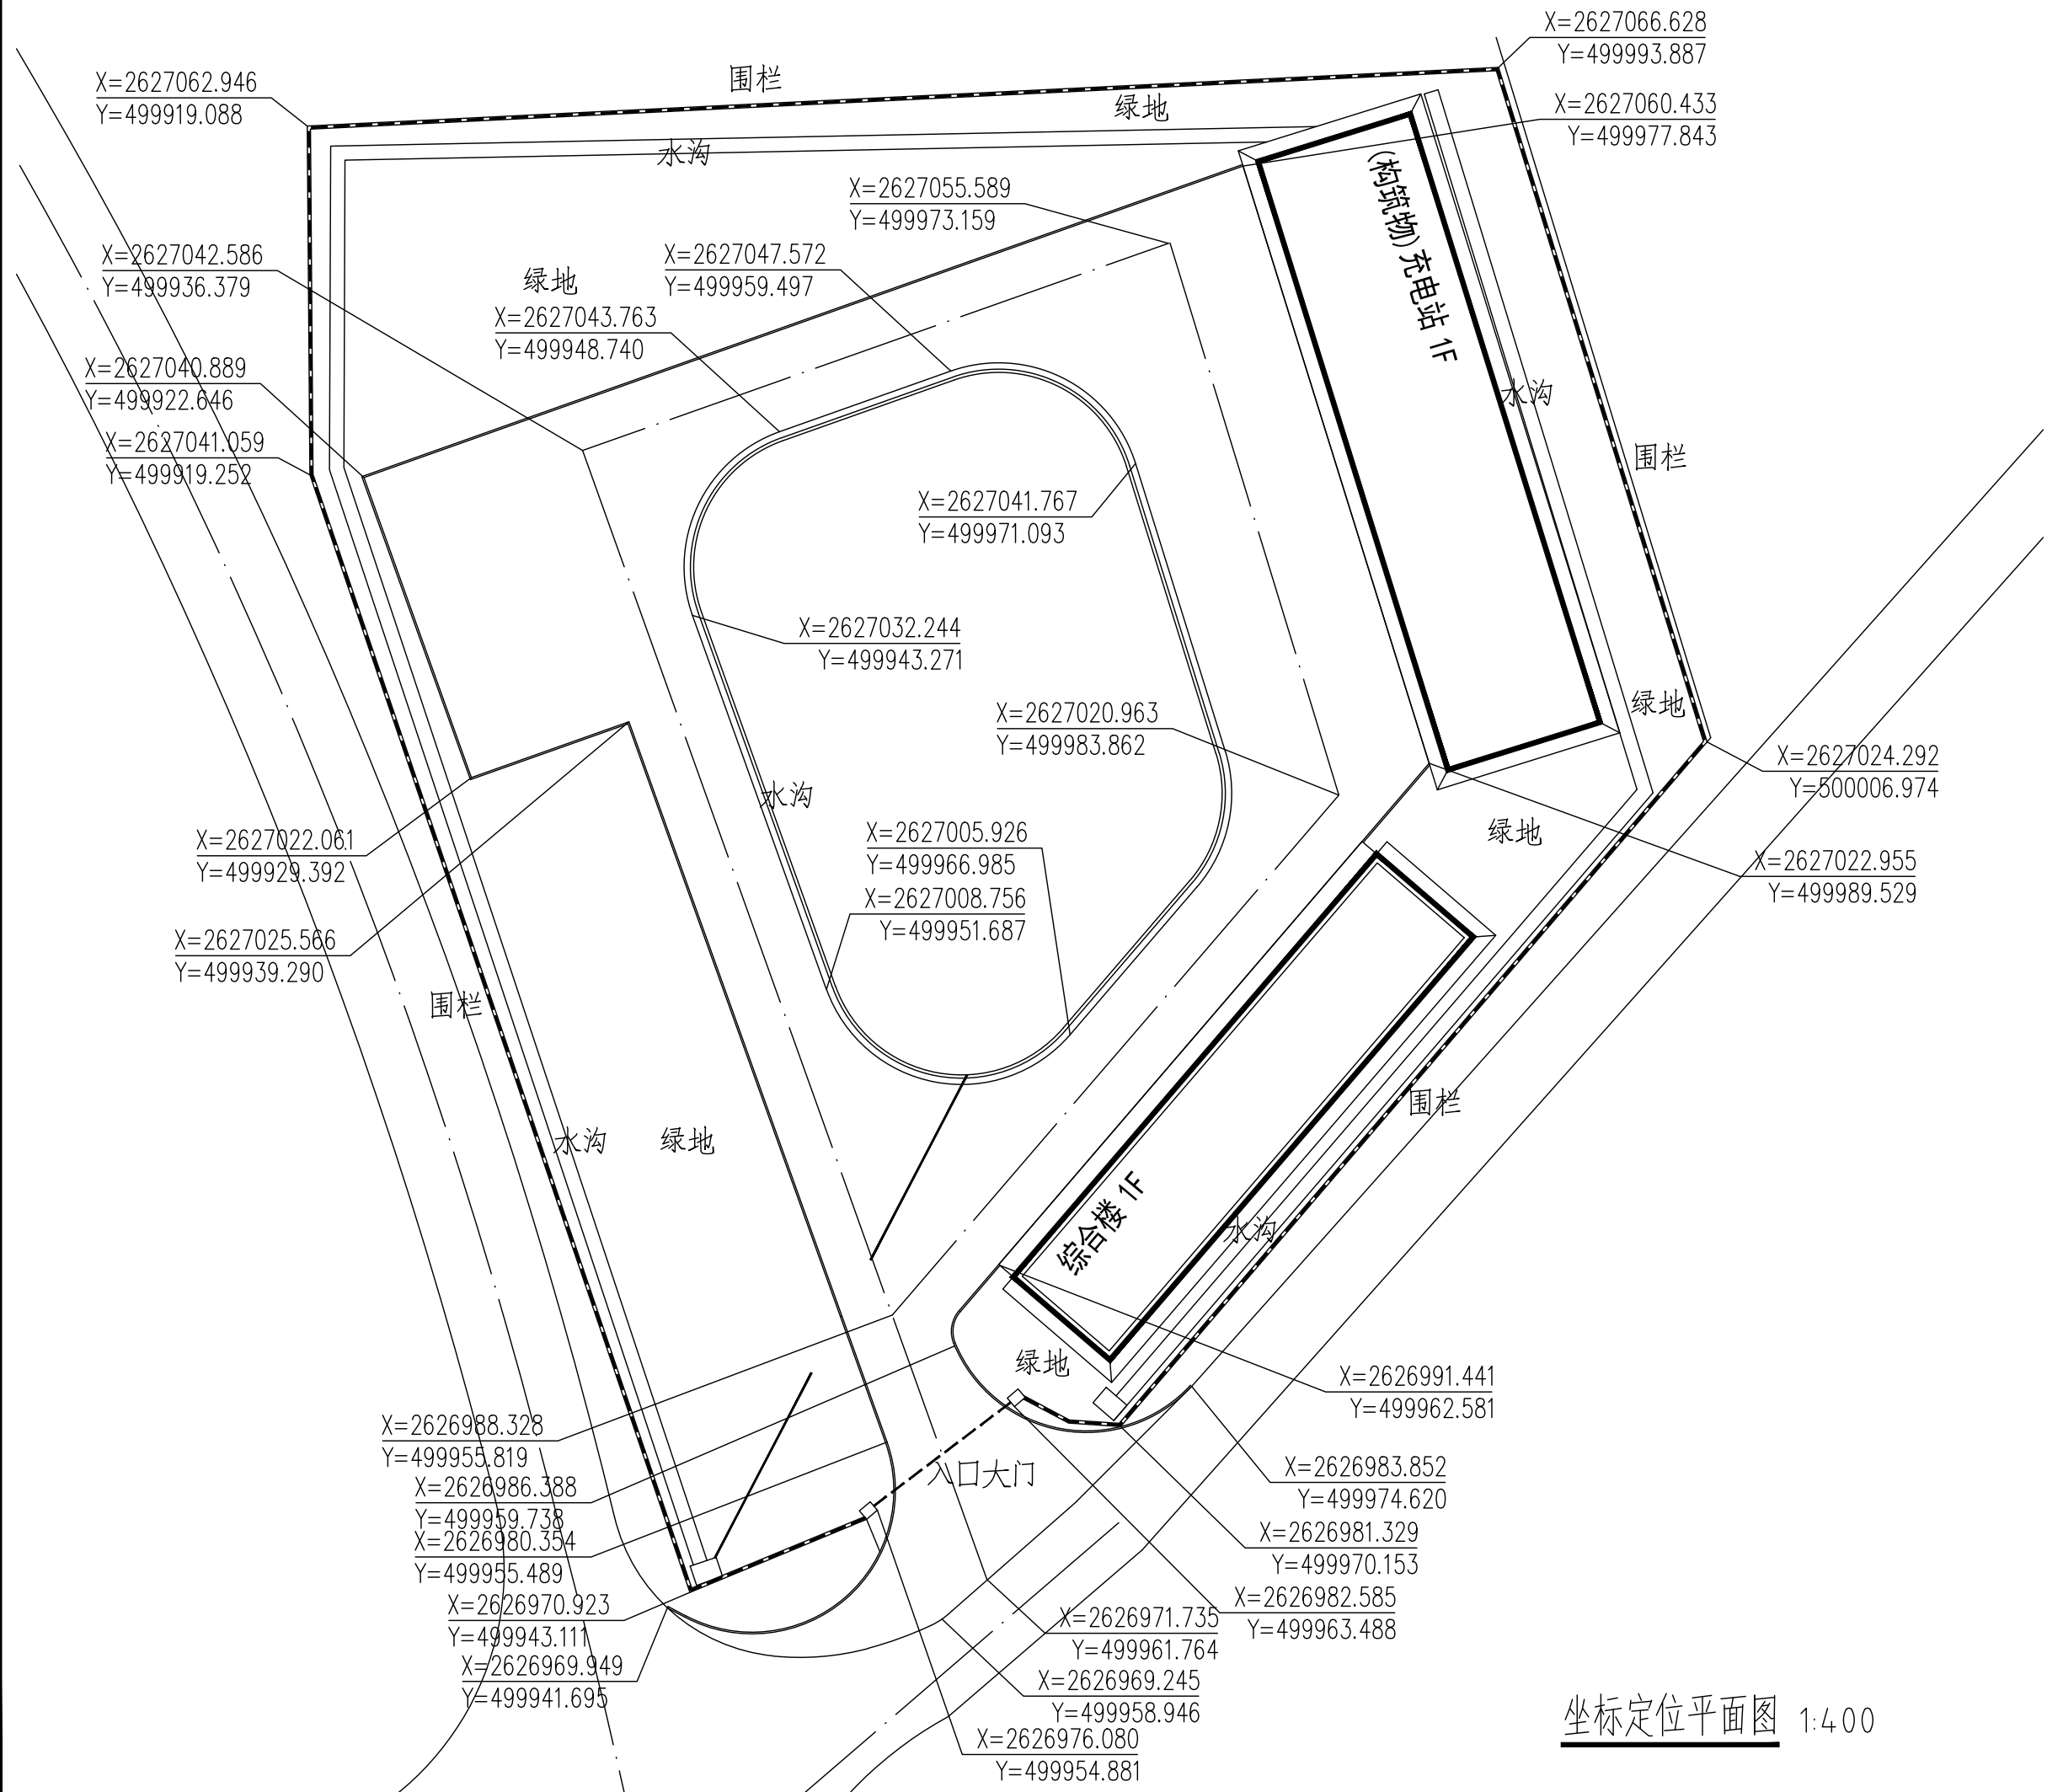 X=2627066.628
Y=499993.887
X=2627062.946
Y=499919.088
围栏
绿地
X=2627060.433
Y=499977.843
水沟
(构筑物)充电站 1F
X=2627055.589
Y=499973.159
X=2627042.586
Y=499936.379
绿地
X=2627047.572
Y=499959.497
X=2627043.763
Y=499948.740
X=2627040.889
Y=499922.646
X=2627041.059
Y=499919.252
水沟
围栏
X=2627041.767
Y=499971.093
X=2627032.244
Y=499943.271
绿地
X=2627020.963
Y=499983.862
X=2627024.292
Y=500006.974
水沟
绿地
X=2627005.926
Y=499966.985
X=2627022.061
Y=499929.392
X=2627022.955
Y=499989.529
X=2627008.756
Y=499951.687
X=2627025.566
Y=499939.290
围栏
围栏
水沟
绿地
综合楼 1F
水沟
绿地
X=2626991.441
Y=499962.581
X=2626988.328
Y=499955.819
入口大门
X=2626983.852
Y=499974.620
X=2626986.388
Y=499959.738
X=2626981.329
Y=499970.153
X=2626980.354
Y=499955.489
X=2626982.585
Y=499963.488
X=2626970.923
Y=499943.111
X=2626971.735
Y=499961.764
X=2626969.949
Y=499941.695
X=2626969.245
Y=499958.946
X=2626976.080
Y=499954.881
坐标定位平面图 1:400